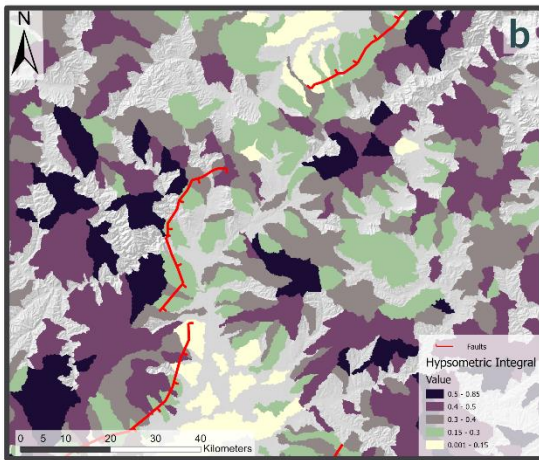 N
b
Faults
Hypsometric Integral
Value
0.5 - 0.85
0.4 - 0.5
0.3 - 0.4
0.15 - 0.3
0.001 - 0.15
0 5 10 20 30 40
Kilometers